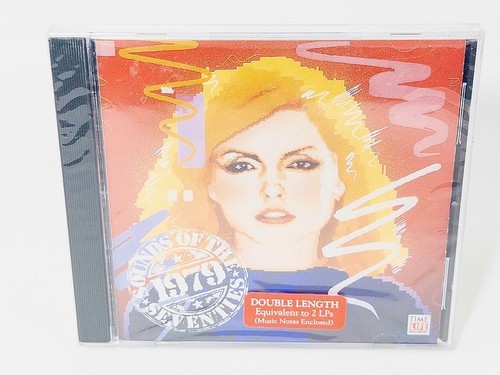 SOUNDS OF THE
1979
SEVENTIES
DOUBLE LENGTH
Equivalent to 2 LPs
(Music Notes Enclosed)
TIME
LIFE